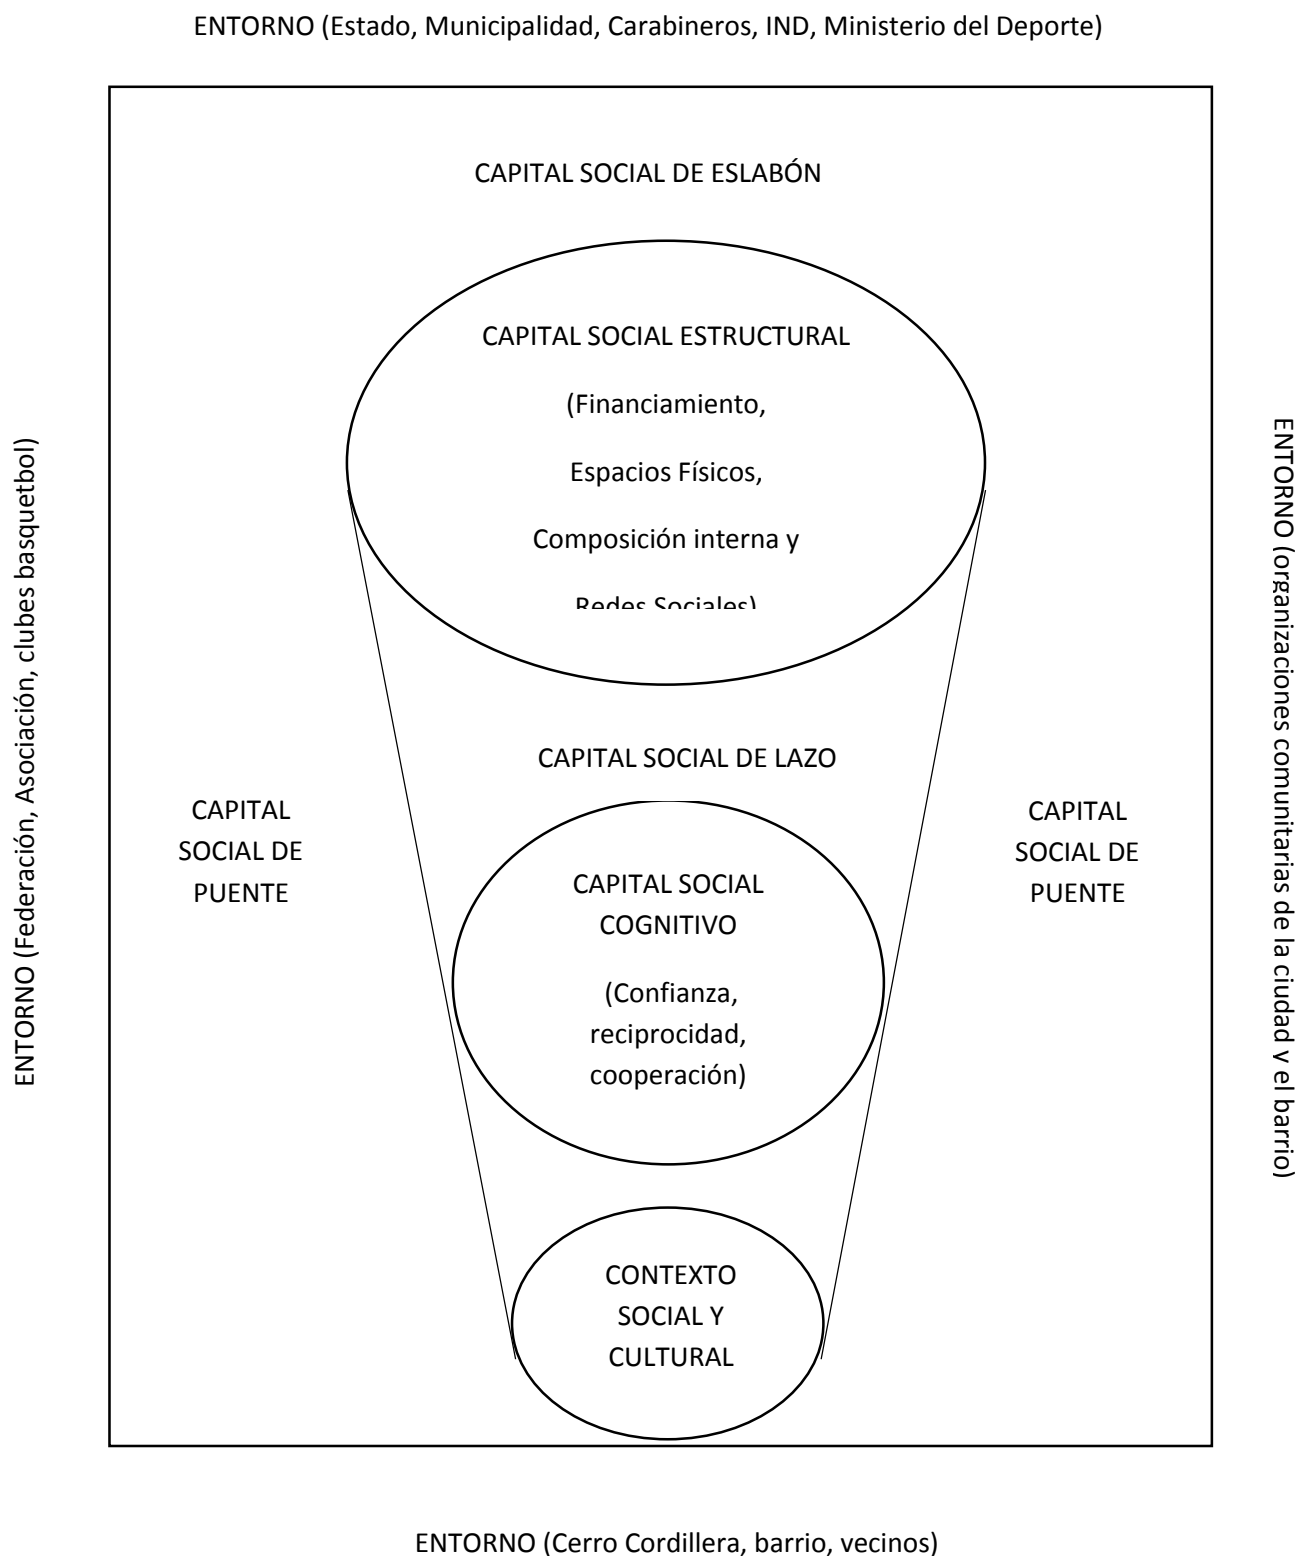 ENTORNO (Estado, Municipalidad, Carabineros, IND, Ministerio del Deporte)
CAPITAL SOCIAL DE ESLABÓN
CAPITAL SOCIAL ESTRUCTURAL
(Financiamiento,
Espacios Físicos,
Composición interna y
Redes Sociales)
ENTORNO (Federación, Asociación, clubes basquetbol)
ENTORNO (organizaciones comunitarias de la ciudad y el barrio)
CAPITAL SOCIAL DE LAZO
CAPITAL
SOCIAL DE
PUENTE
CAPITAL SOCIAL
COGNITIVO
(Confianza,
reciprocidad,
cooperación)
CAPITAL
SOCIAL DE
PUENTE
CONTEXTO
SOCIAL Y
CULTURAL
ENTORNO (Cerro Cordillera, barrio, vecinos)